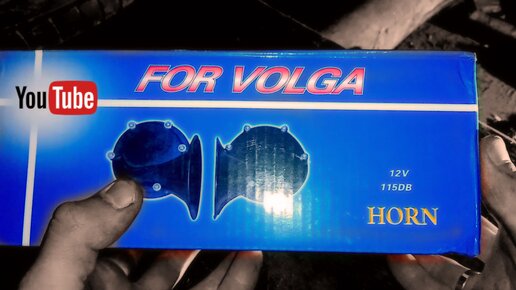 FOR VOLGA
YouTube
12V
115DB
HORN